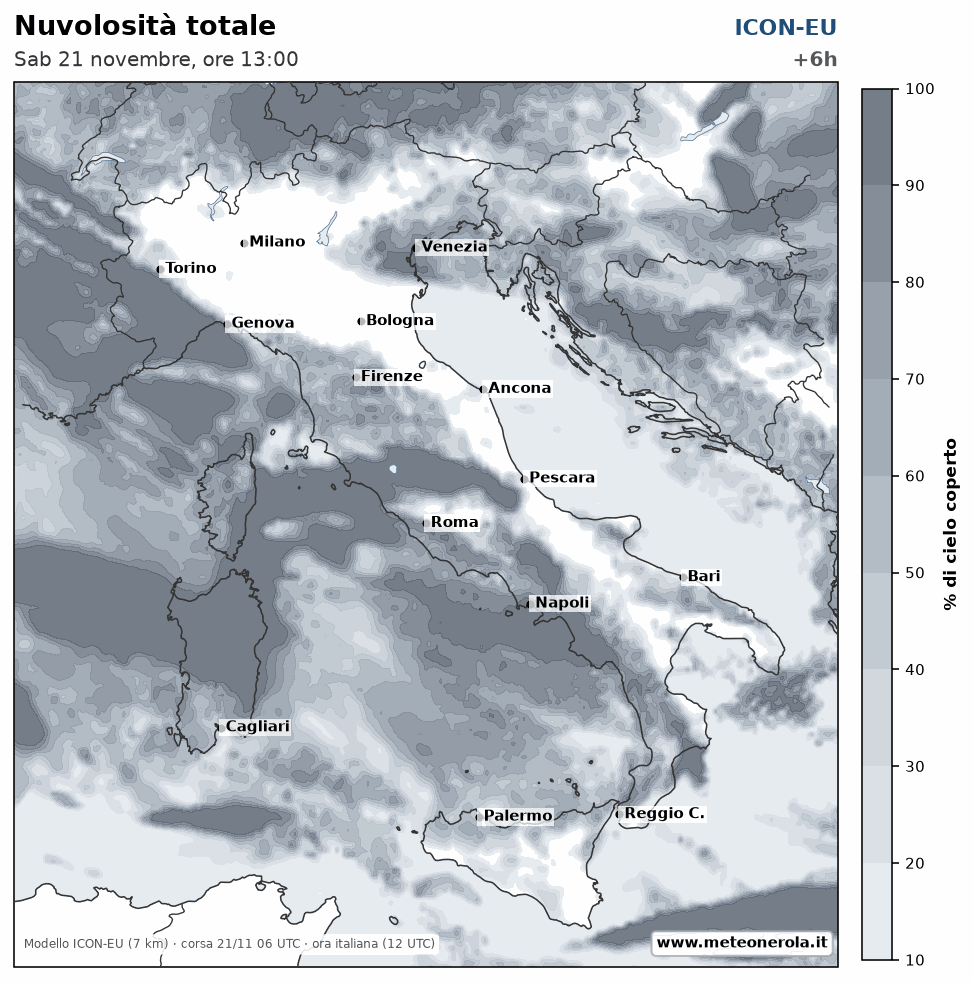 Nuvolosità totale
ICON-EU
Sab 21 novembre, ore 13:00
+6h
100
90
80
70
60
50
40
30
20
10
% di cielo coperto
Milano
Venezia
Torino
Genova
Bologna
Firenze
Ancona
Pescara
Roma
Bari
Napoli
Cagliari
Palermo
Reggio C.
Modello ICON-EU (7 km) · corsa 21/11 06 UTC · ora italiana (12 UTC)
www.meteonerola.it